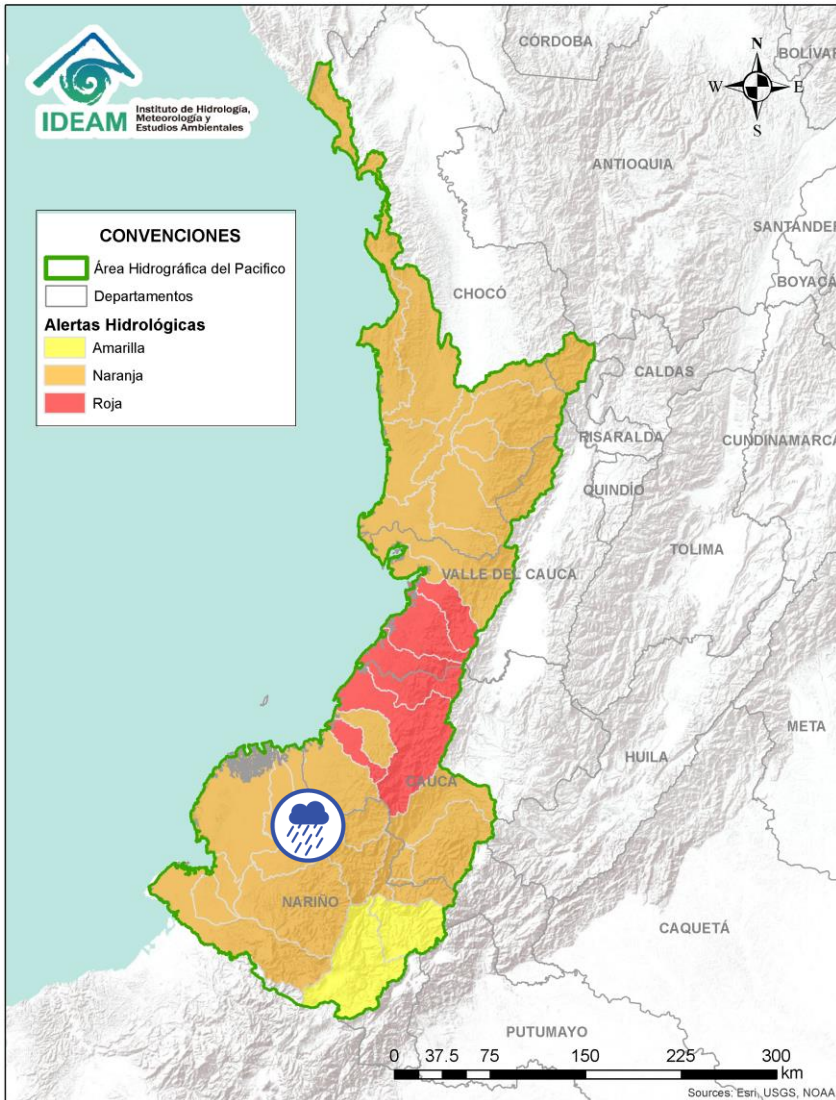 IDEAM
Instituto de Hidrología,
Meteorología y
Estudios Ambientales
CÓRDOBA
BOLÍVAR
N
W
E
S
ANTIOQUIA
SANTANDER
BOYACÁ
CONVENCIONES
Área Hidrográfica del Pacifico
Departamentos
Alertas Hidrológicas
Amarilla
Naranja
Roja
CHOCÓ
CALDAS
RISARALDA
CUNDINAMARCA
QUINDÍO
TOLIMA
VALLE DEL CAUCA
META
HUILA
CAUCA
NARIÑO
CAQUETÁ
PUTUMAYO
0 37.5 75 150 225 300
km
Sources: Esri, USGS, NOAA